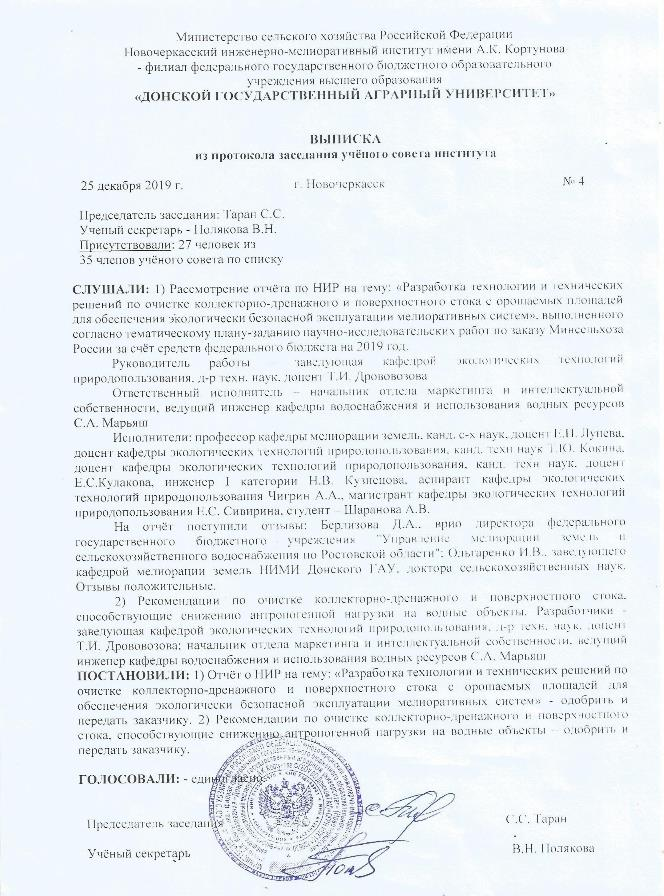 Министерство сельского хозяйства Российской Федерации
Новочеркасский инженерно-мелиоративный институт имени А.К. Кортунова
- филиал федерального государственного бюджетного образовательного
учреждения высшего образования
«ДОНСКОЙ ГОСУДАРСТВЕННЫЙ АГРАРНЫЙ УНИВЕРСИТЕТ»
ВЫПИСКА
из протокола заседания учёного совета института
25 декабря 2019 г. г. Новочеркасск № 4
Председатель заседания: Таран С.С.
Ученый секретарь - Полякова В.Н.
Присутствовали: 27 человек из
35 членов учёного совета по списку
СЛУШАЛИ: 1) Рассмотрение отчёта по НИР на тему: «Разработка технологии и технических
решений по очистке коллекторно-дренажного и поверхностного стока с орошаемых площадей
для обеспечения экологически безопасной эксплуатации мелиоративных систем», выполненного
согласно тематическому плану-заданию научно-исследовательских работ по заказу Минсельхоза
России за счёт средств федерального бюджета на 2019 год.
Руководитель работы заведующая кафедрой экологических технологий
природопользования, д-р техн. наук, доцент Т.И. Дрововозова
Ответственный исполнитель – начальник отдела маркетинга и интеллектуальной
собственности, ведущий инженер кафедры водоснабжения и использования водных ресурсов
С.А. Марьяш
Исполнители: профессор кафедры мелиорации земель, канд. с-х наук, доцент Е.П. Лунева,
доцент кафедры экологических технологий природопользования, канд. техн наук Т.Ю. Кокина,
доцент кафедры экологических технологий природопользования, канд. техн наук, доцент
Е.С.Кулакова, инженер I категории Н.В. Кузнецова, аспирант кафедры экологических
технологий природопользования Чигрин А.А., магистрант кафедры экологических технологий
природопользования Е.С. Сивирина, студент – Шаранова А.В.
На отчёт поступили отзывы: Берлизова Д.А., врио директора федерального
государственного бюджетного учреждения "Управление мелиорации земель и
сельскохозяйственного водоснабжения по Ростовской области"; Ольгаренко И.В., заведующего
кафедрой мелиорации земель НИМИ Донского ГАУ, доктора сельскохозяйственных наук.
Отзывы положительные.
2) Рекомендации по очистке коллекторно-дренажного и поверхностного стока,
способствующие снижению антропогенной нагрузки на водные объекты. Разработчики -
заведующая кафедрой экологических технологий природопользования, д-р техн. наук, доцент
Т.И. Дрововозова; начальник отдела маркетинга и интеллектуальной собственности, ведущий
инженер кафедры водоснабжения и использования водных ресурсов С.А. Марьяш
ПОСТАНОВИЛИ: 1) Отчёт о НИР на тему: «Разработка технологии и технических решений по
очистке коллекторно-дренажного и поверхностного стока с орошаемых площадей для
обеспечения экологически безопасной эксплуатации мелиоративных систем» - одобрить и
передать заказчику. 2) Рекомендации по очистке коллекторно-дренажного и поверхностного
стока, способствующие снижению антропогенной нагрузки на водные объекты – одобрить и
передать заказчику.
ГОЛОСОВАЛИ: - единогласно.
Председатель заседания С.С. Таран
Учёный секретарь В.Н. Полякова